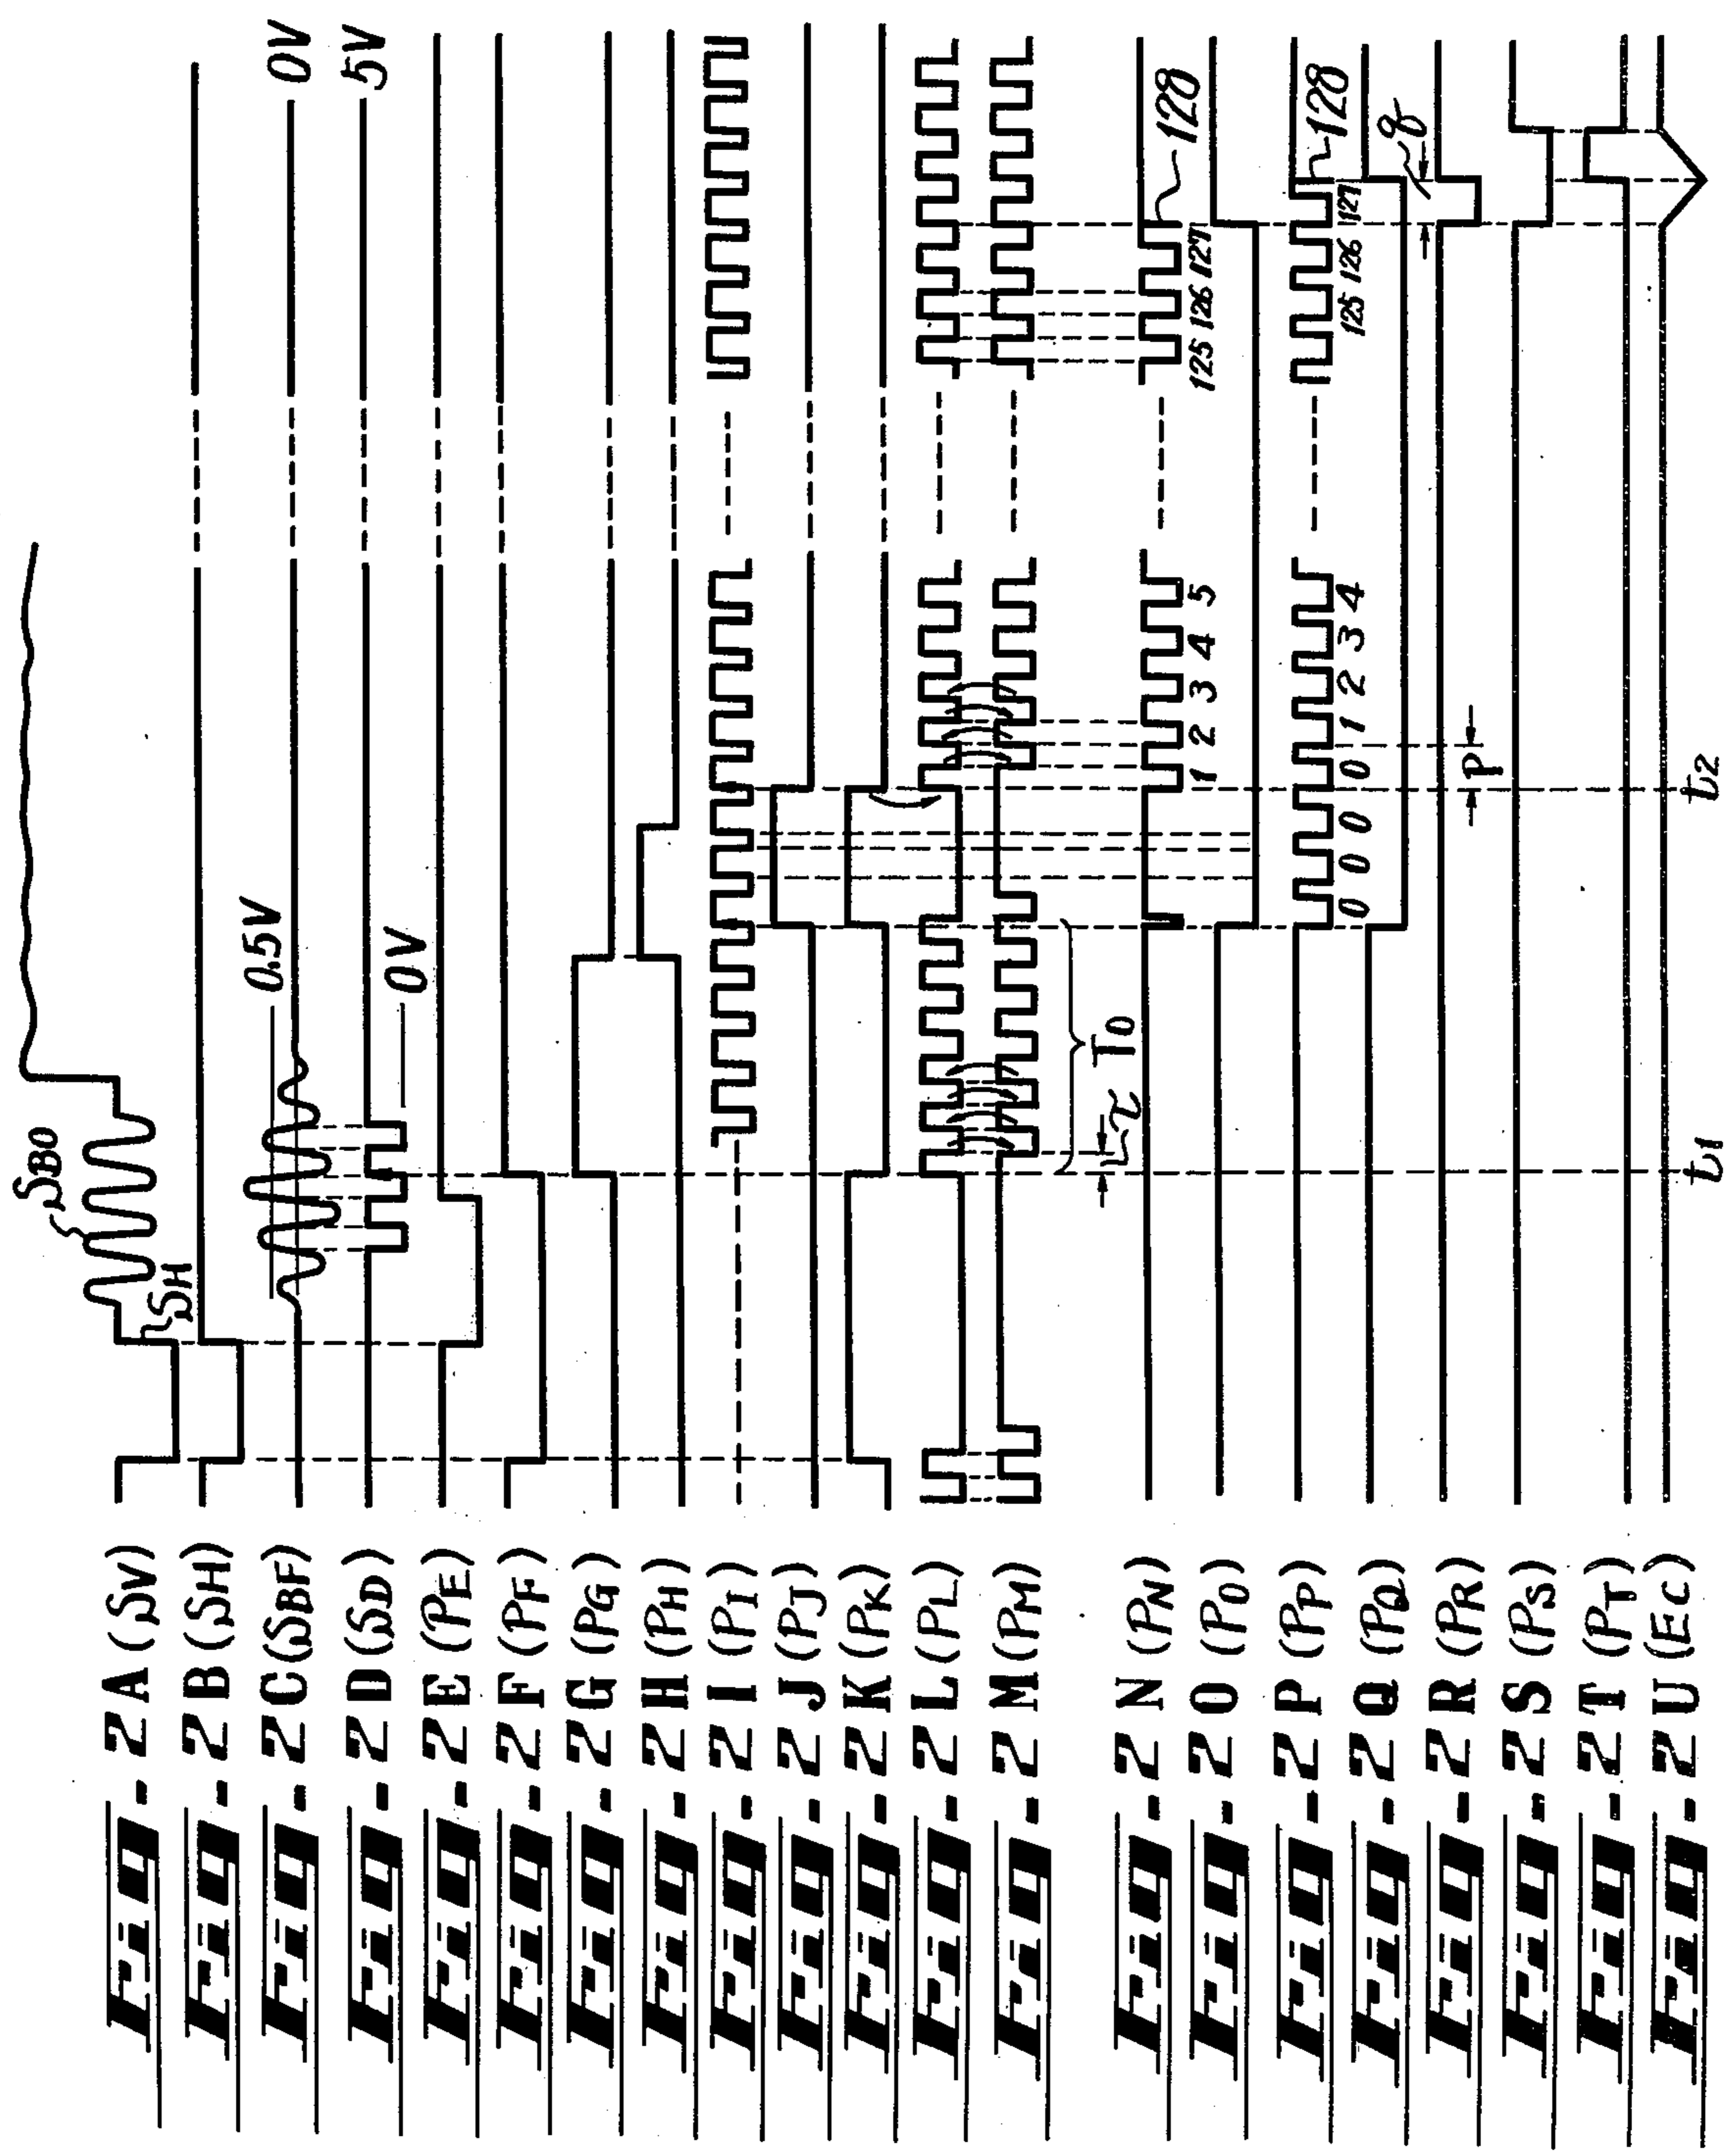 Fig-2A (SV)
Fig-2B (SH)
Fig-2C (SBF)
Fig-2D (SD)
Fig-2E (PE)
Fig-2F (PF)
Fig-2G (PG)
Fig-2H (PH)
Fig-2I (PI)
Fig-2J (PJ)
Fig-2K (PK)
Fig-2L (PL)
Fig-2M (PM)
Fig-2N (PN)
Fig-2O (PO)
Fig-2P (PP)
Fig-2Q (PQ)
Fig-2R (PR)
Fig-2S (PS)
Fig-2T (PT)
Fig-2U (EC)
SH
SBO
0.5V
0V
0V
5V
τ
T0
1 2 3 4 5
125 126 127
128
0 0 0 0 1 2 3 4
125 126 127
128
P
q
t1
t2